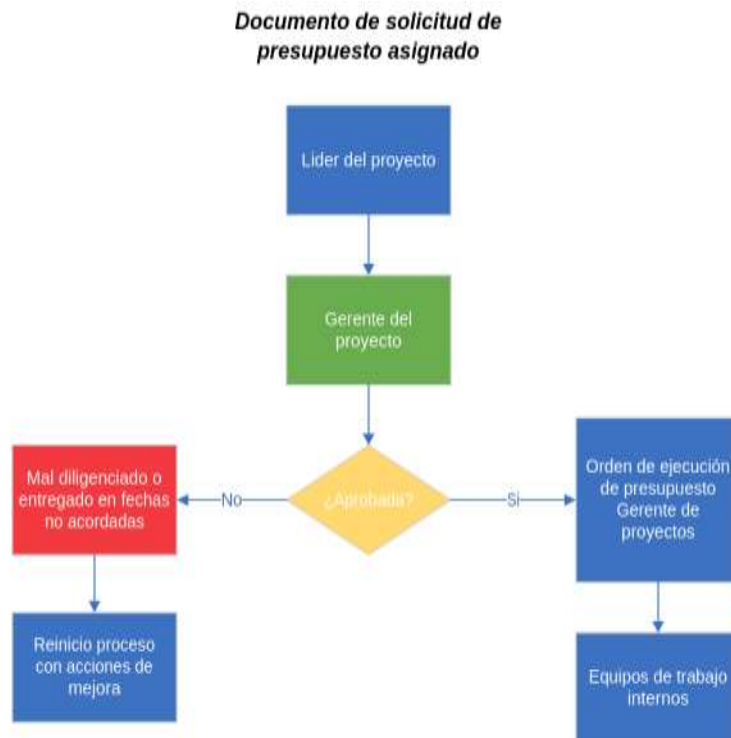 Documento de solicitud de
presupuesto asignado
Lider del proyecto
Gerente del
proyecto
¿Aprobada?
No
Si
Mal diligenciado o
entregado en fechas
no acordadas
Orden de ejecución
de presupuesto
Gerente de
proyectos
Reinicio proceso
con acciones de
mejora
Equipos de trabajo
internos